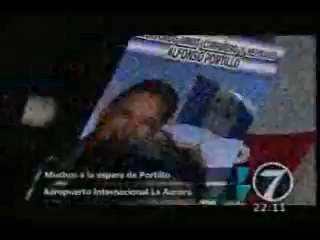 ALFONSO PORTILLO
Muchos a la espera de Portillo
Aeropuerto Internacional La Aurora
7
22:11